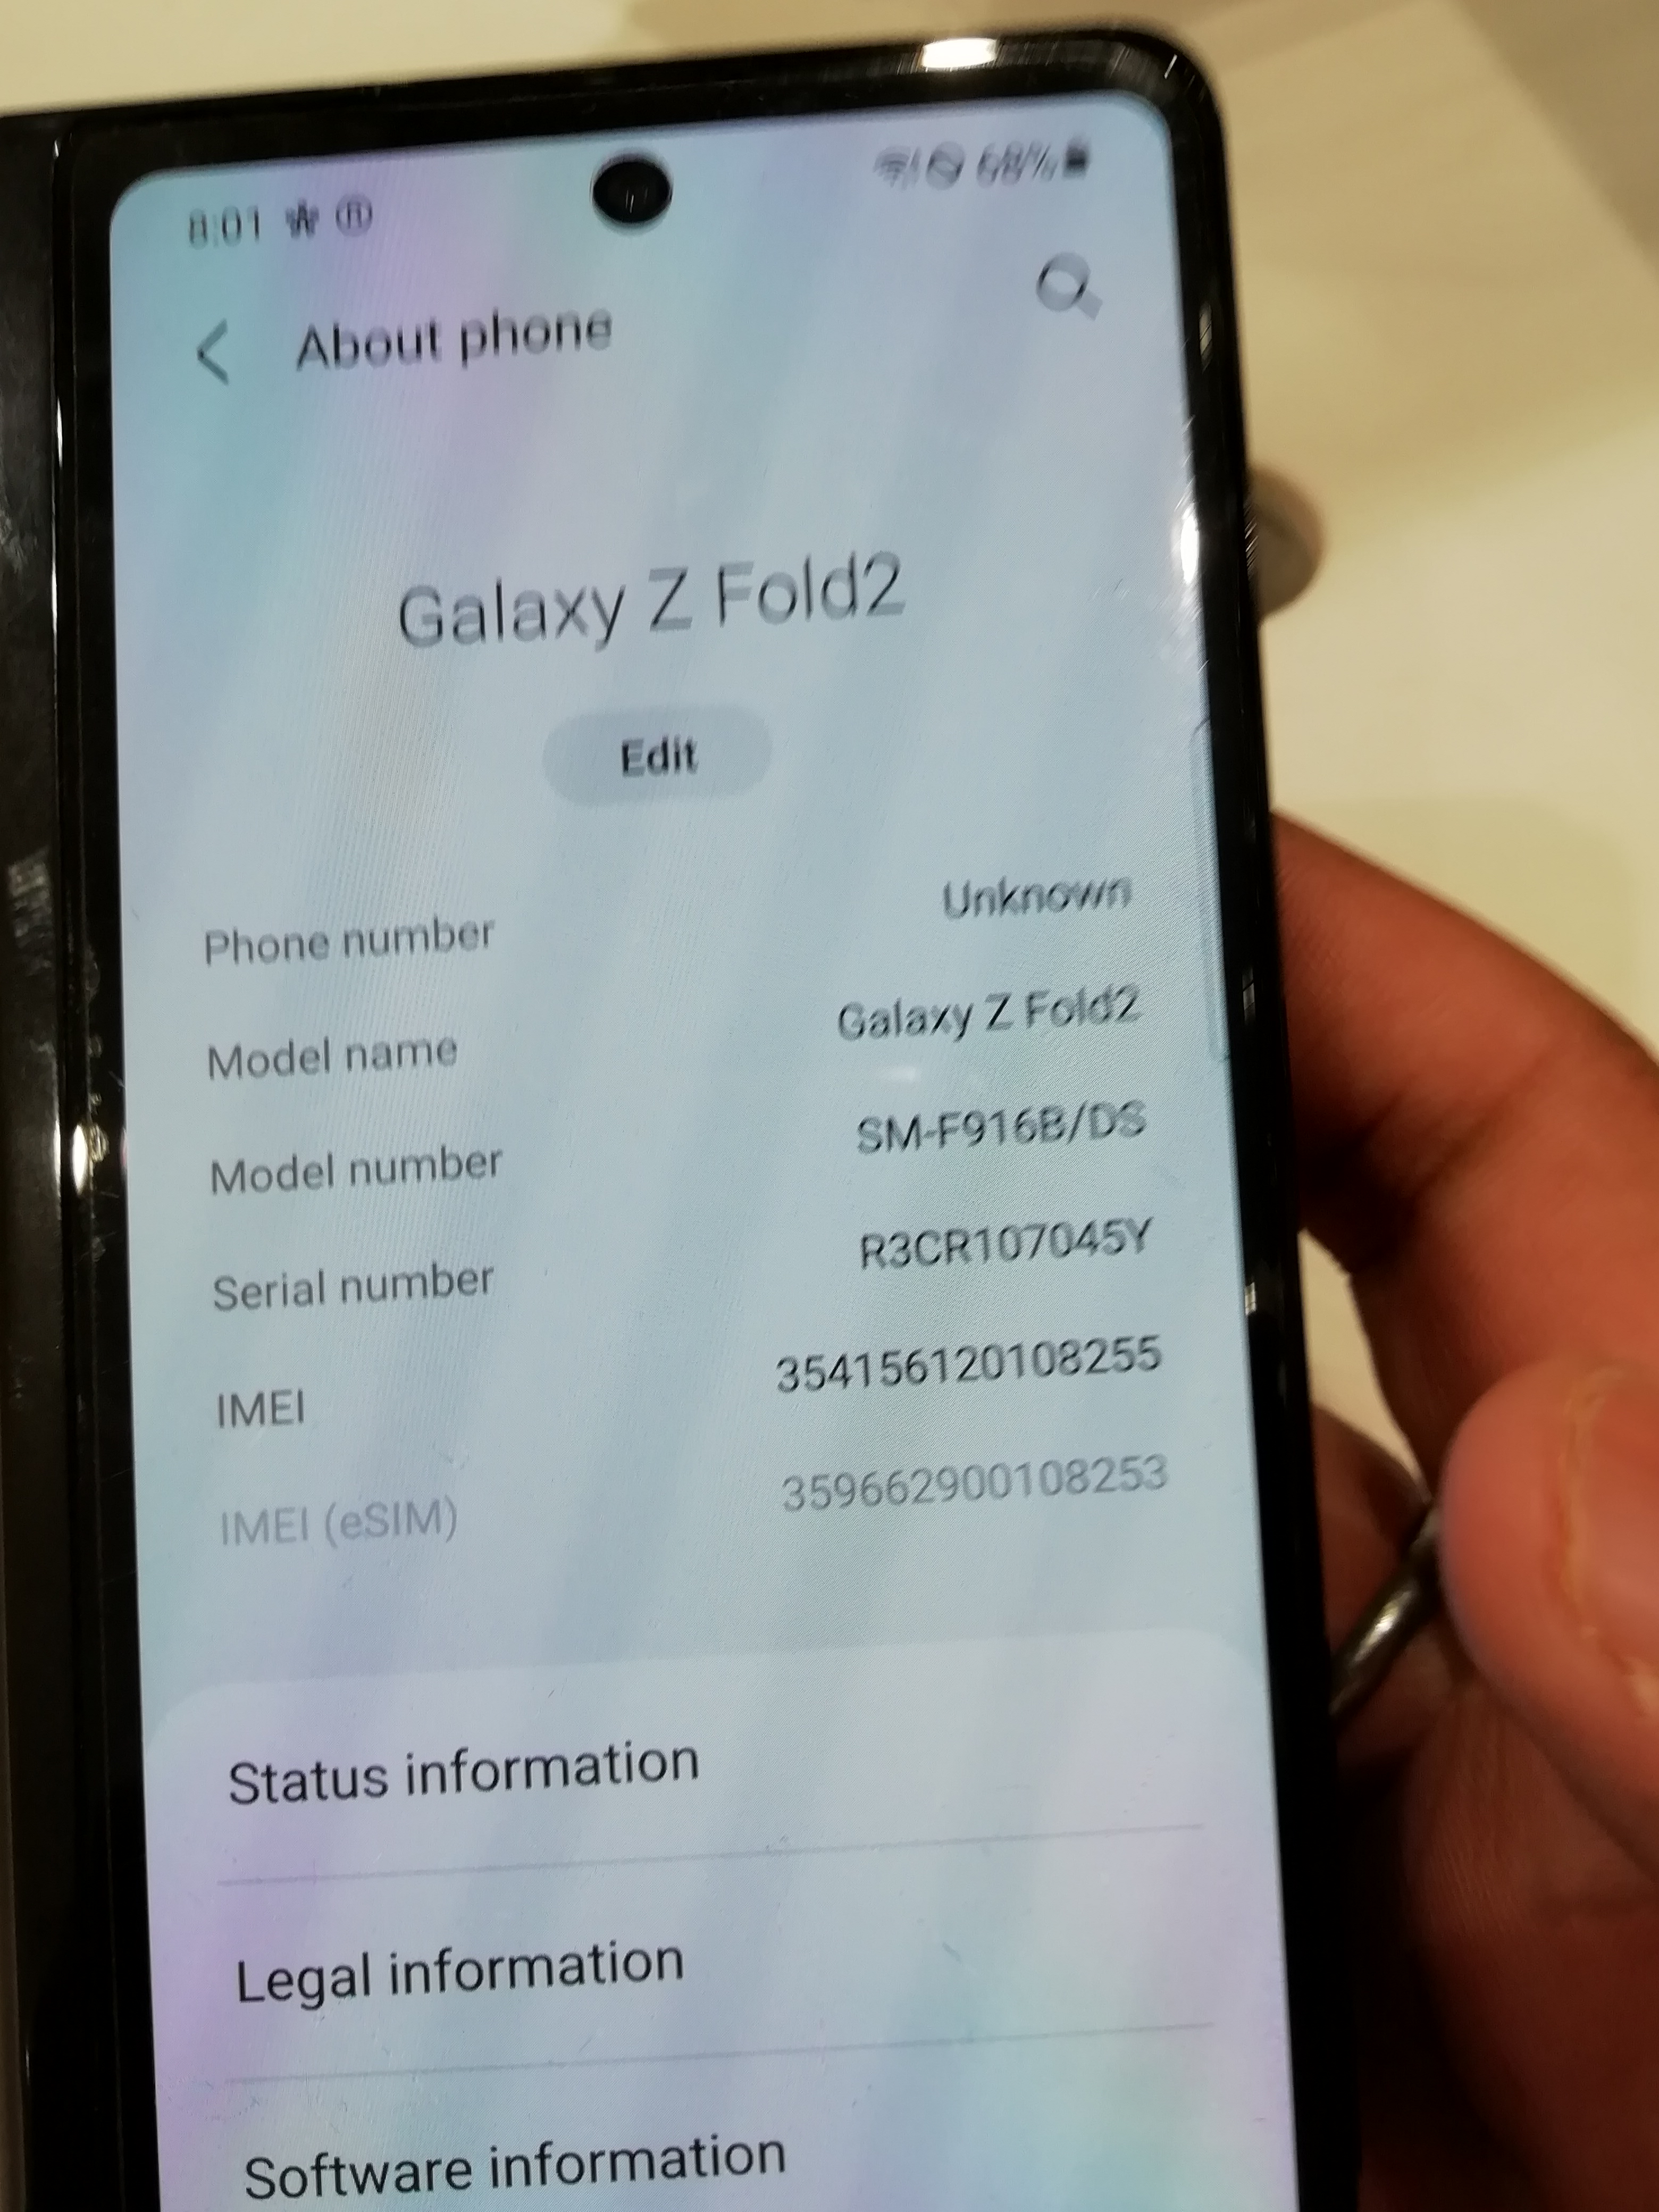 8:01 68%
About phone
Galaxy Z Fold2
Edit
Phone number Unknown
Model name Galaxy Z Fold2
Model number SM-F916B/DS
Serial number R3CR107045Y
IMEI 354156120108255
IMEI (eSIM) 359662900108253
Status information
Legal information
Software information